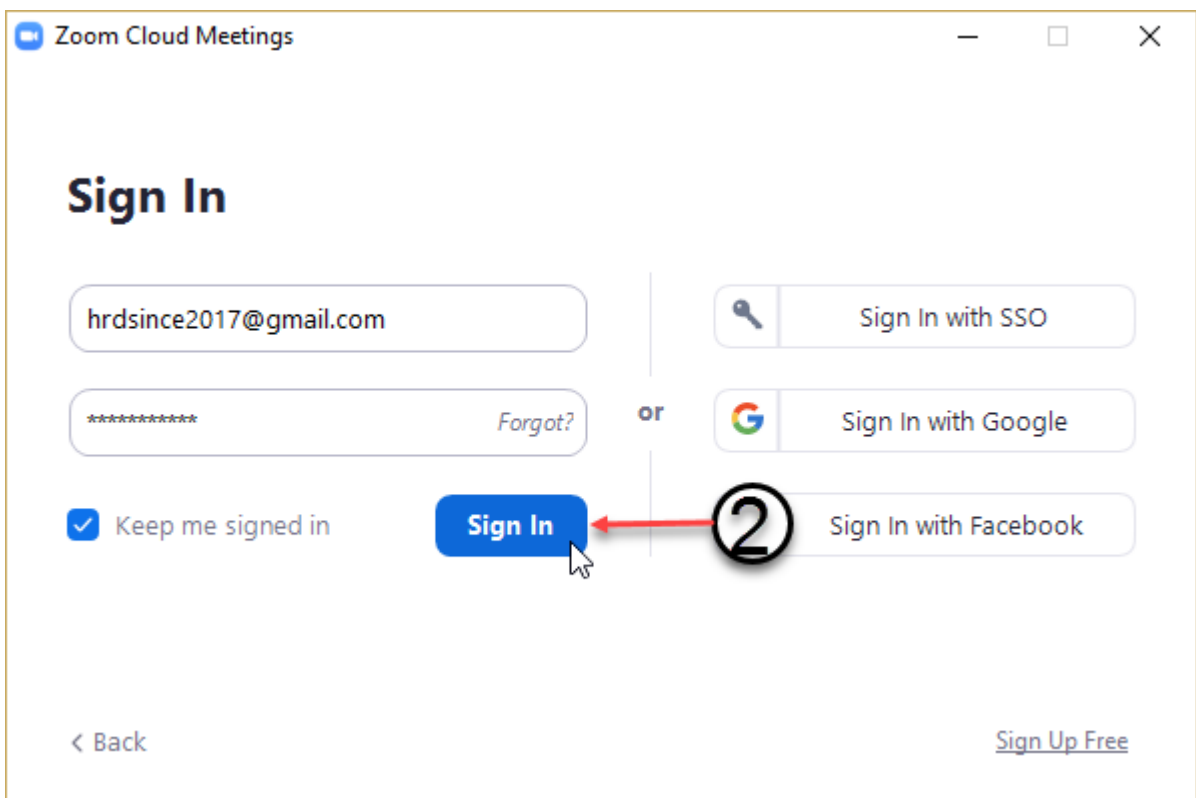 Zoom Cloud Meetings
Sign In
hrdsince2017@gmail.com
*********** Forgot?
Keep me signed in
Sign In
or
Sign In with SSO
Sign In with Google
2
Sign In with Facebook
Back
Sign Up Free